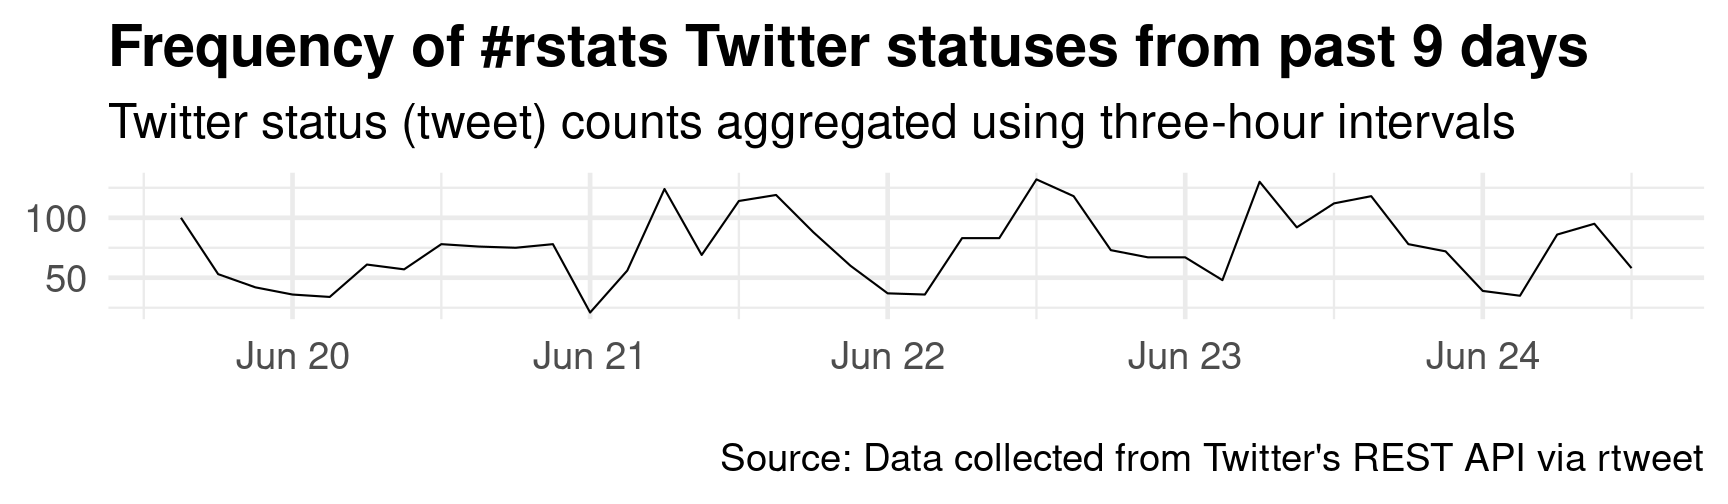 Frequency of #rstats Twitter statuses from past 9 days
Twitter status (tweet) counts aggregated using three-hour intervals
100
50
Jun 20 Jun 21 Jun 22 Jun 23 Jun 24
Source: Data collected from Twitter's REST API via rtweet